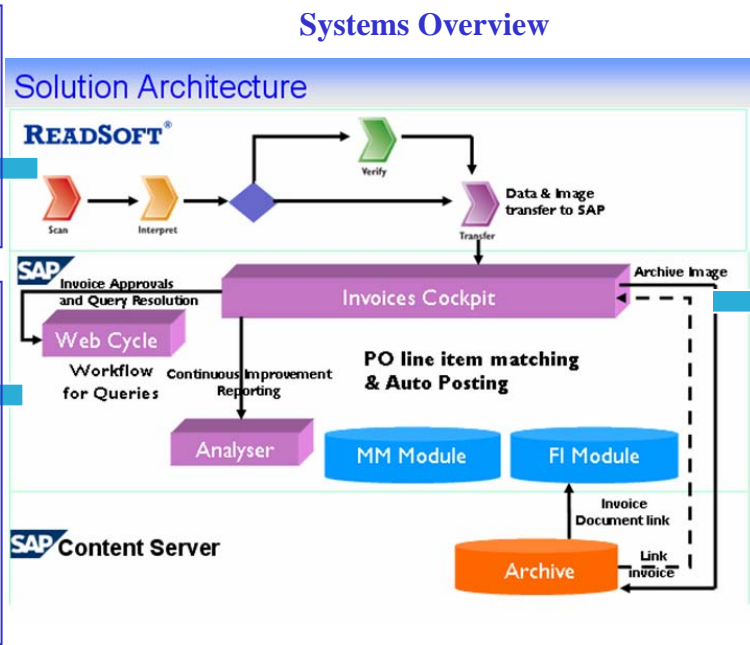 Systems Overview
Solution Architecture
READSOFT®
Verify
Scan
Interpret
Transfer
Data & Image
transfer to SAP
SAP
Invoice Approvals
and Query Resolution
Invoices Cockpit
Archive Image
Web Cycle
Workflow
for Queries
Continuous Improvement
Reporting
PO line item matching
& Auto Posting
Analyser
MM Module
FI Module
Invoice
Document link
SAP Content Server
Archive
Link
invoice